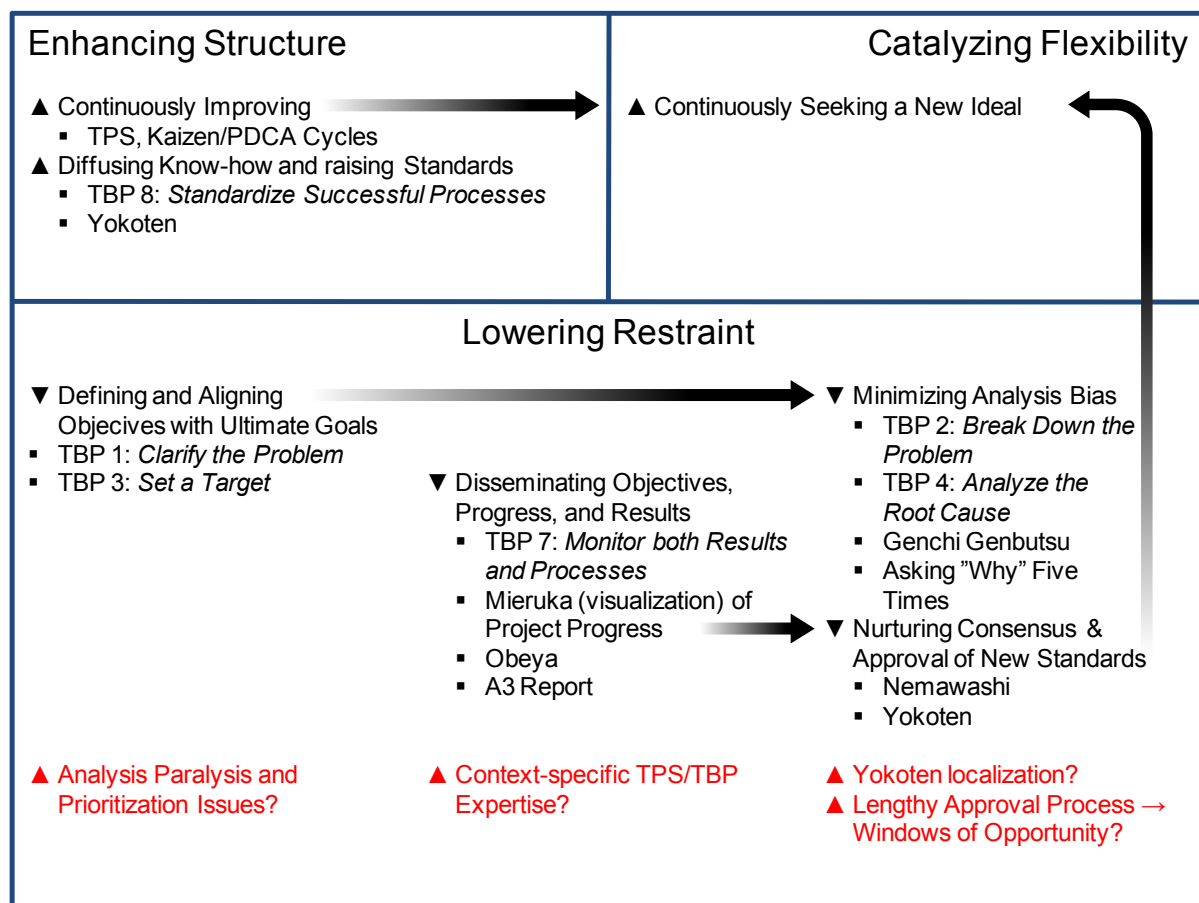 Enhancing Structure
▲ Continuously Improving
▪ TPS, Kaizen/PDCA Cycles
▲ Diffusing Know-how and raising Standards
▪ TBP 8: Standardize Successful Processes
▪ Yokoten
Catalyzing Flexibility
▲ Continuously Seeking a New Ideal
Lowering Restraint
▼ Defining and Aligning
Objecives with Ultimate Goals
▪ TBP 1: Clarify the Problem
▪ TBP 3: Set a Target
▼ Disseminating Objectives,
Progress, and Results
▪ TBP 7: Monitor both Results
and Processes
▪ Mieruka (visualization) of
Project Progress
▪ Obeya
▪ A3 Report
▼ Minimizing Analysis Bias
▪ TBP 2: Break Down the
Problem
▪ TBP 4: Analyze the
Root Cause
▪ Genchi Genbutsu
▪ Asking ”Why” Five
Times
▼ Nurturing Consensus &
Approval of New Standards
▪ Nemawashi
▪ Yokoten
▲ Analysis Paralysis and
Prioritization Issues?
▲ Context-specific TPS/TBP
Expertise?
▲ Yokoten localization?
▲ Lengthy Approval Process →
Windows of Opportunity?